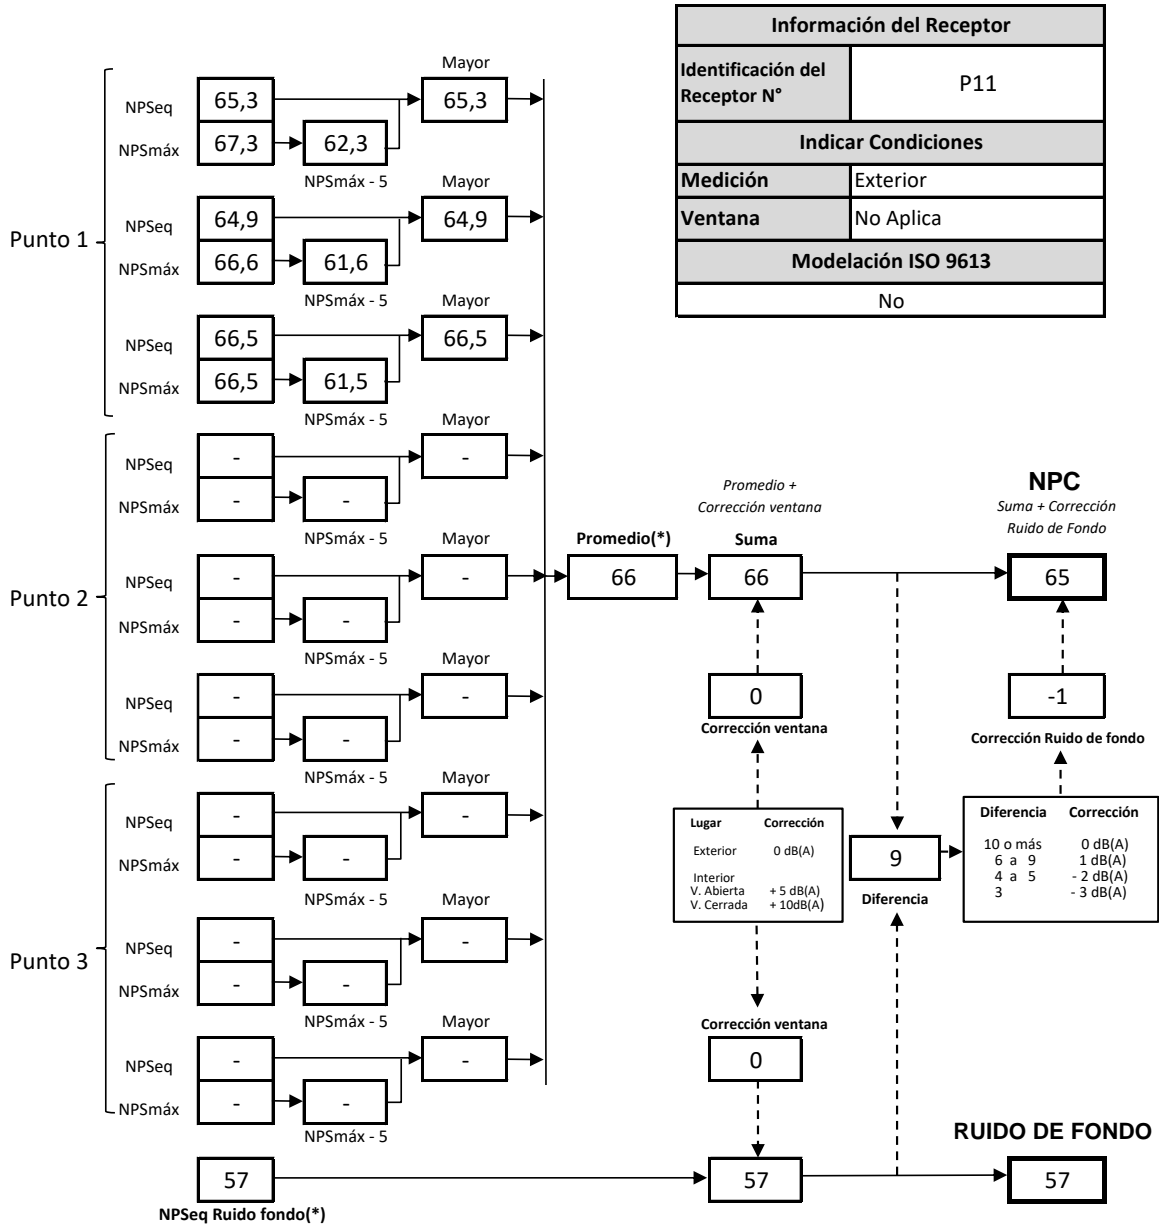 Información del Receptor
Identificación del
Receptor N°
P11
Indicar Condiciones
Medición Exterior
Ventana No Aplica
Modelación ISO 9613
No
Punto 1
Mayor
NPSeq 65,3 65,3
NPSmáx 67,3 62,3
NPSmáx - 5
Mayor
NPSeq 64,9 64,9
NPSmáx 66,6 61,6
NPSmáx - 5
Mayor
NPSeq 66,5 66,5
NPSmáx 66,5 61,5
NPSmáx - 5
Punto 2
Mayor
NPSeq - -
NPSmáx - -
NPSmáx - 5
Mayor
NPSeq - -
NPSmáx - -
NPSmáx - 5
Mayor
NPSeq - -
NPSmáx - -
NPSmáx - 5
Punto 3
Mayor
NPSeq - -
NPSmáx - -
NPSmáx - 5
Mayor
NPSeq - -
NPSmáx - -
NPSmáx - 5
Mayor
NPSeq - -
NPSmáx - -
NPSmáx - 5
Promedio(*)
66
Promedio +
Corrección ventana
Suma
66
0
Corrección ventana
Lugar Corrección
Exterior 0 dB(A)
Interior
V. Abierta + 5 dB(A)
V. Cerrada + 10dB(A)
Corrección ventana
0
NPC
Suma + Corrección
Ruido de Fondo
65
-1
Corrección Ruido de fondo
Diferencia Corrección
10 o más 0 dB(A)
6 a 9 1 dB(A)
4 a 5 - 2 dB(A)
3 - 3 dB(A)
9
Diferencia
57
NPSeq Ruido fondo(*)
57
RUIDO DE FONDO
57